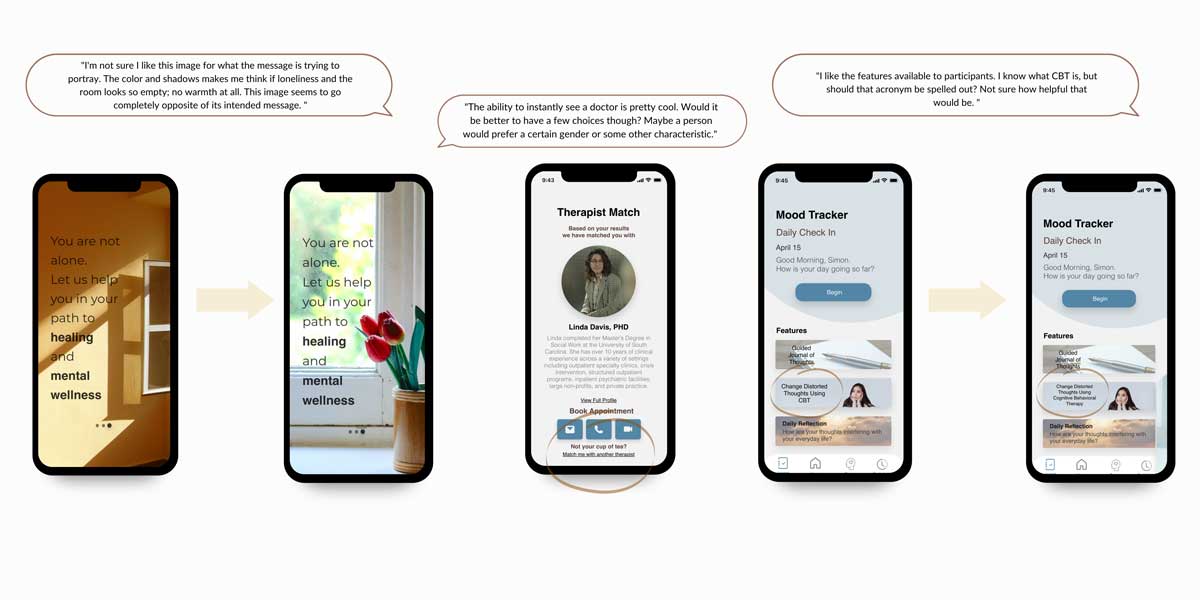 "I'm not sure I like this image for what the message is trying to
portray. The color and shadows makes me think if loneliness and the
room looks so empty; no warmth at all. This image seems to go
completely opposite of its intended message. "
"The ability to instantly see a doctor is pretty cool. Would it
be better to have a few choices though? Maybe a person
would prefer a certain gender or some other characteristic."
"I like the features available to participants. I know what CBT is, but
should that acronym be spelled out? Not sure how helpful that
would be. "
You are not
alone.
Let us help
you in your
path to
healing
and
mental
wellness
You are not
alone.
Let us help
you in your
path to
healing
and
mental
wellness
9:43
Therapist Match
Based on your results
we have matched you with
Linda Davis, PHD
Linda completed her Master's Degree in
Social Work at the University of South
Carolina. She has over 10 years of clinical
experience across a variety of settings
including outpatient specialty clinics, crisis
intervention, structured outpatient
programs, inpatient psychiatric facilities,
large non-profits, and private practice.
View Full Profile
Book Appointment
Not your cup of tea?
Match me with another therapist
9:45
Mood Tracker
Daily Check In
April 15
Good Morning, Simon.
How is your day going so far?
Begin
Features
Guided
Journal of
Thoughts
Change Distorted
Thoughts Using
CBT
Daily Reflection
How are your thoughts interfering with
your everyday life?
9:45
Mood Tracker
Daily Check In
April 15
Good Morning, Simon.
How is your day going so far?
Begin
Features
Guided
Journal of
Thoughts
Change Distorted
Thoughts Using
Cognitive Behavioral
Therapy
Daily Reflection
How are your thoughts interfering with
your everyday life?